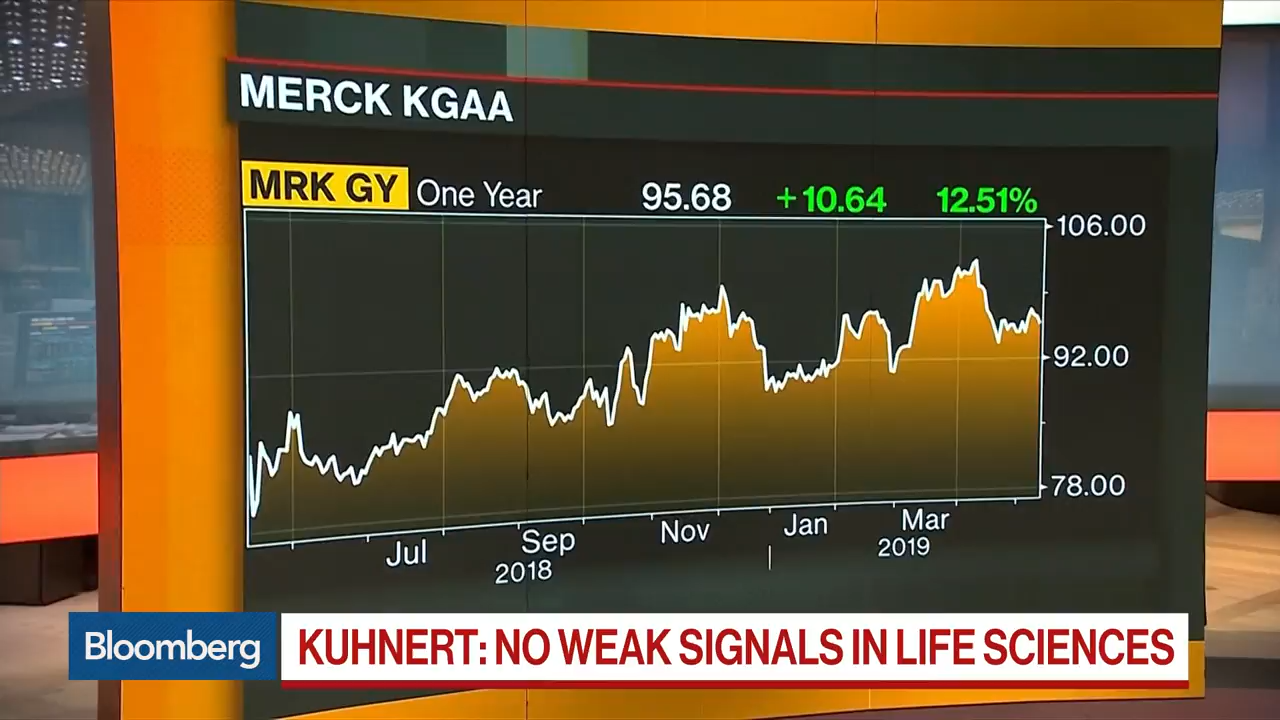 MERCK KGAA
MRK GY One Year 95.68 +10.64 12.51%
106.00
92.00
78.00
Jul Sep Nov Jan Mar
2018 2019
Bloomberg KUHNERT: NO WEAK SIGNALS IN LIFE SCIENCES